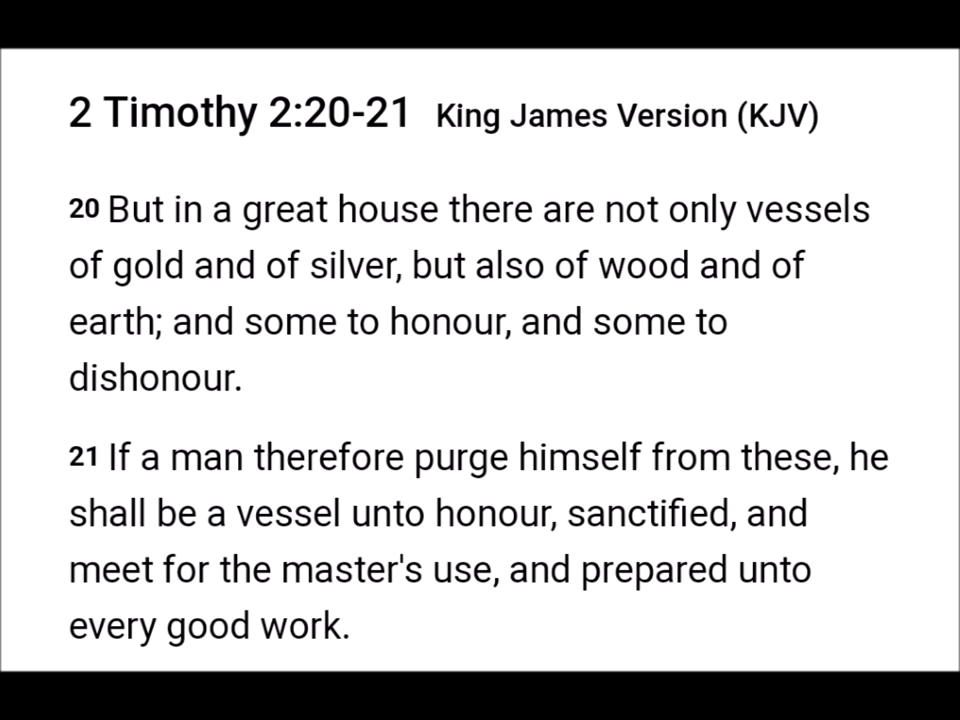 2 Timothy 2:20-21 King James Version (KJV)
20 But in a great house there are not only vessels
of gold and of silver, but also of wood and of
earth; and some to honour, and some to
dishonour.
21 If a man therefore purge himself from these, he
shall be a vessel unto honour, sanctified, and
meet for the master's use, and prepared unto
every good work.